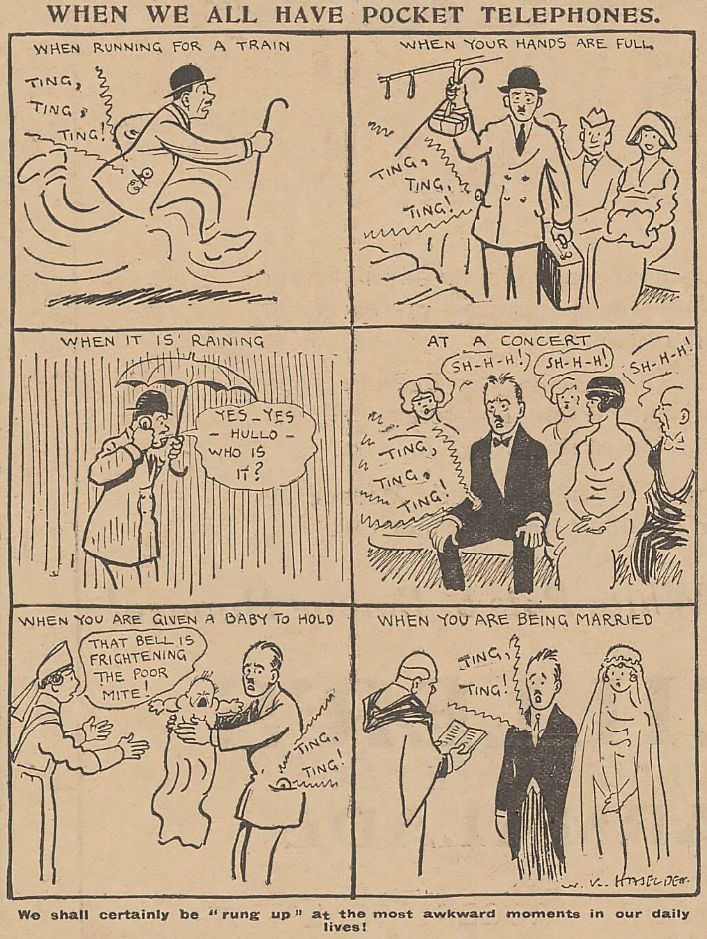 WHEN WE ALL HAVE POCKET TELEPHONES.
WHEN RUNNING FOR A TRAIN
TING,
TING,
TING!
WHEN YOUR HANDS ARE FULL
TING,
TING,
TING!
WHEN IT IS RAINING
YES-YES
- HULLO -
WHO IS
IT?
AT A CONCERT
SH-H-H!
SH-H-H!
SH-H-H!
TING,
TING,
TING!
WHEN YOU ARE GIVEN A BABY TO HOLD
THAT BELL IS
FRIGHTENING
THE POOR
MITE!
TING,
TING!
WHEN YOU ARE BEING MARRIED
TING,
TING!
W. K. HASELDEN.
We shall certainly be "rung up" at the most awkward moments in our daily
lives!